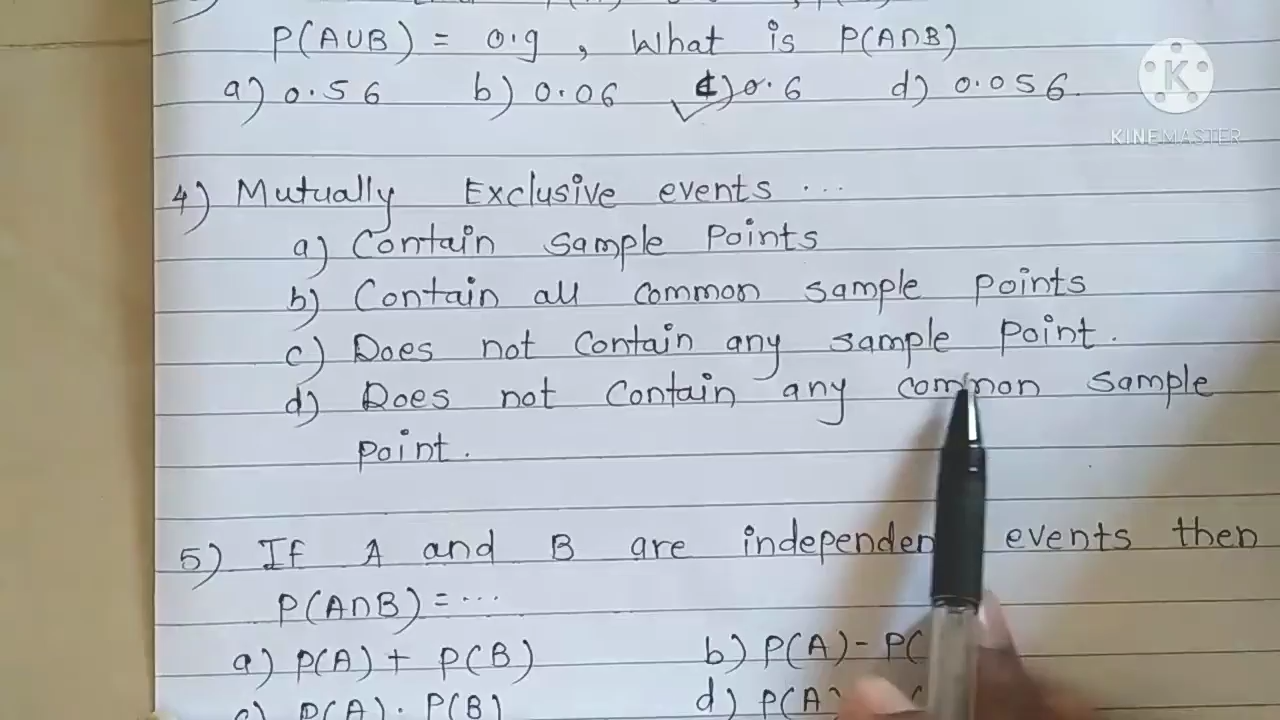 P(A∪B) = 0.9 , What is P(A∩B)
a) 0.56 b) 0.06 c) 0.6 d) 0.056.
K
KINEMASTER
4) Mutually Exclusive events ...
a) Contain sample Points
b) Contain all common sample points
c) Does not contain any sample point.
d) Does not contain any common sample
point.
5) If A and B are independen events then
P(A∩B) = ...
a) P(A) + P(B) b) P(A) - P(
c) P(A) . P(B) d) P(A)